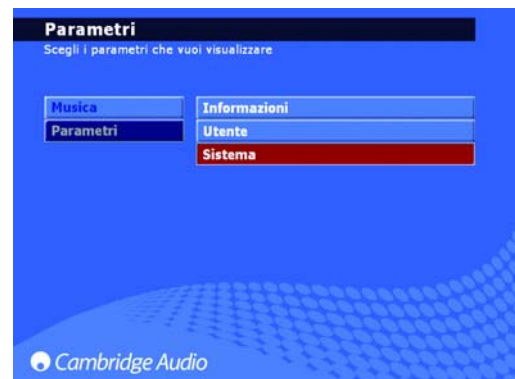 Parametri
Scegli i parametri che vuoi visualizzare
Musica
Parametri
Informazioni
Utente
Sistema
Cambridge Audio